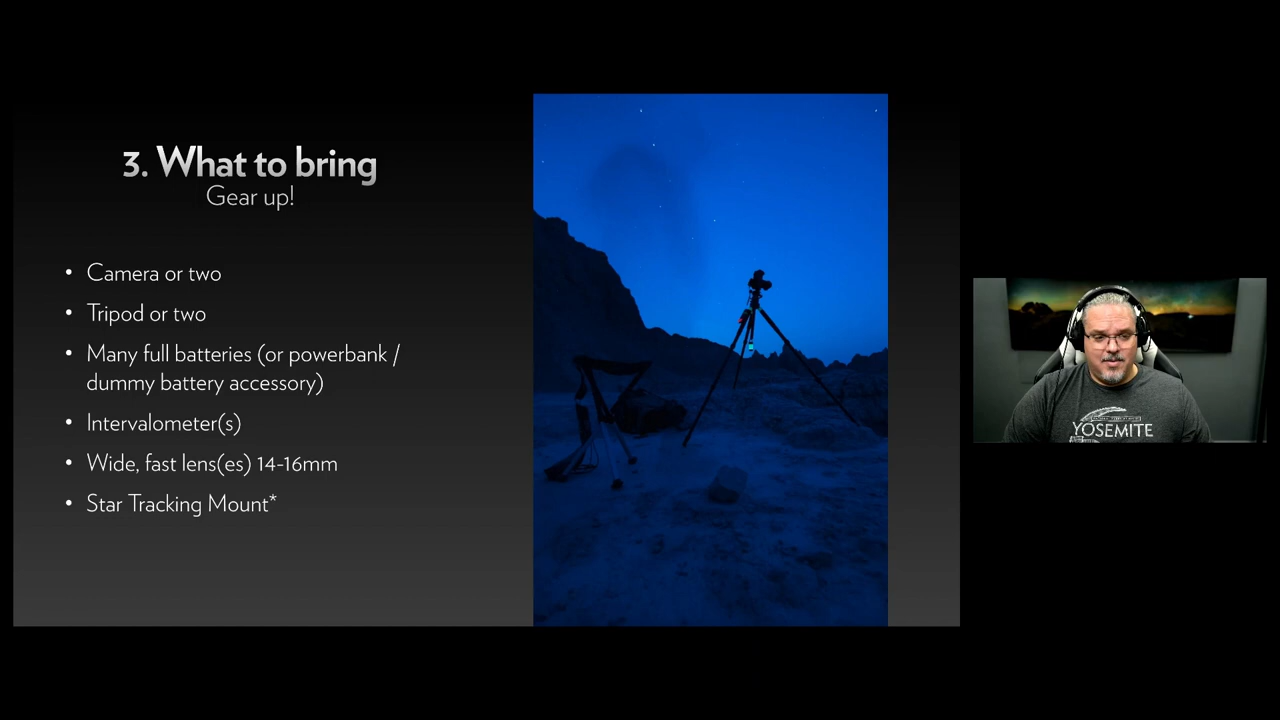 3. What to bring
Gear up!
• Camera or two
• Tripod or two
• Many full batteries (or powerbank /
dummy battery accessory)
• Intervalometer(s)
• Wide, fast lens(es) 14-16mm
• Star Tracking Mount*
YOSEMITE